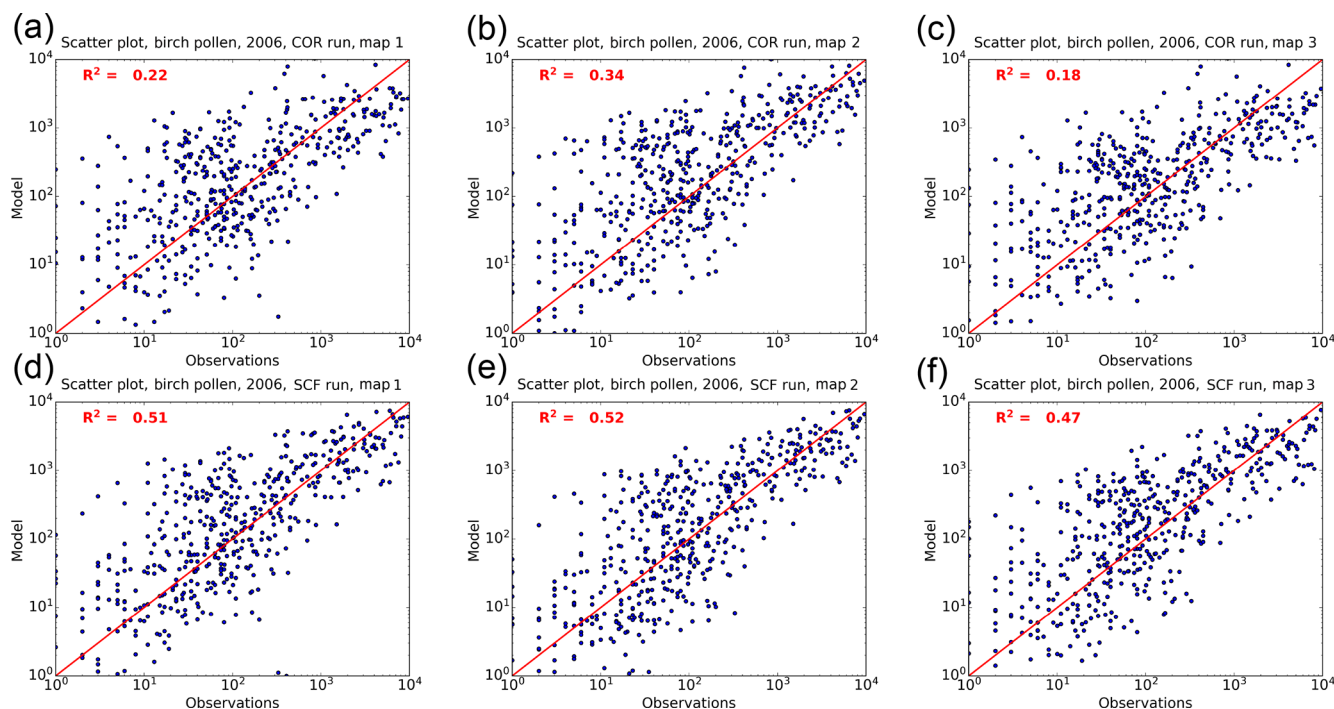 (a)
Scatter plot, birch pollen, 2006, COR run, map 1
R² = 0.22
10⁴
10³
10²
10¹
10⁰
Model
10⁰ 10¹ 10² 10³ 10⁴
Observations
(b)
Scatter plot, birch pollen, 2006, COR run, map 2
R² = 0.34
10⁴
10³
10²
10¹
10⁰
Model
10⁰ 10¹ 10² 10³ 10⁴
Observations
(c)
Scatter plot, birch pollen, 2006, COR run, map 3
R² = 0.18
10⁴
10³
10²
10¹
10⁰
Model
10⁰ 10¹ 10² 10³ 10⁴
Observations
(d)
Scatter plot, birch pollen, 2006, SCF run, map 1
R² = 0.51
10⁴
10³
10²
10¹
10⁰
Model
10⁰ 10¹ 10² 10³ 10⁴
Observations
(e)
Scatter plot, birch pollen, 2006, SCF run, map 2
R² = 0.52
10⁴
10³
10²
10¹
10⁰
Model
10⁰ 10¹ 10² 10³ 10⁴
Observations
(f)
Scatter plot, birch pollen, 2006, SCF run, map 3
R² = 0.47
10⁴
10³
10²
10¹
10⁰
Model
10⁰ 10¹ 10² 10³ 10⁴
Observations